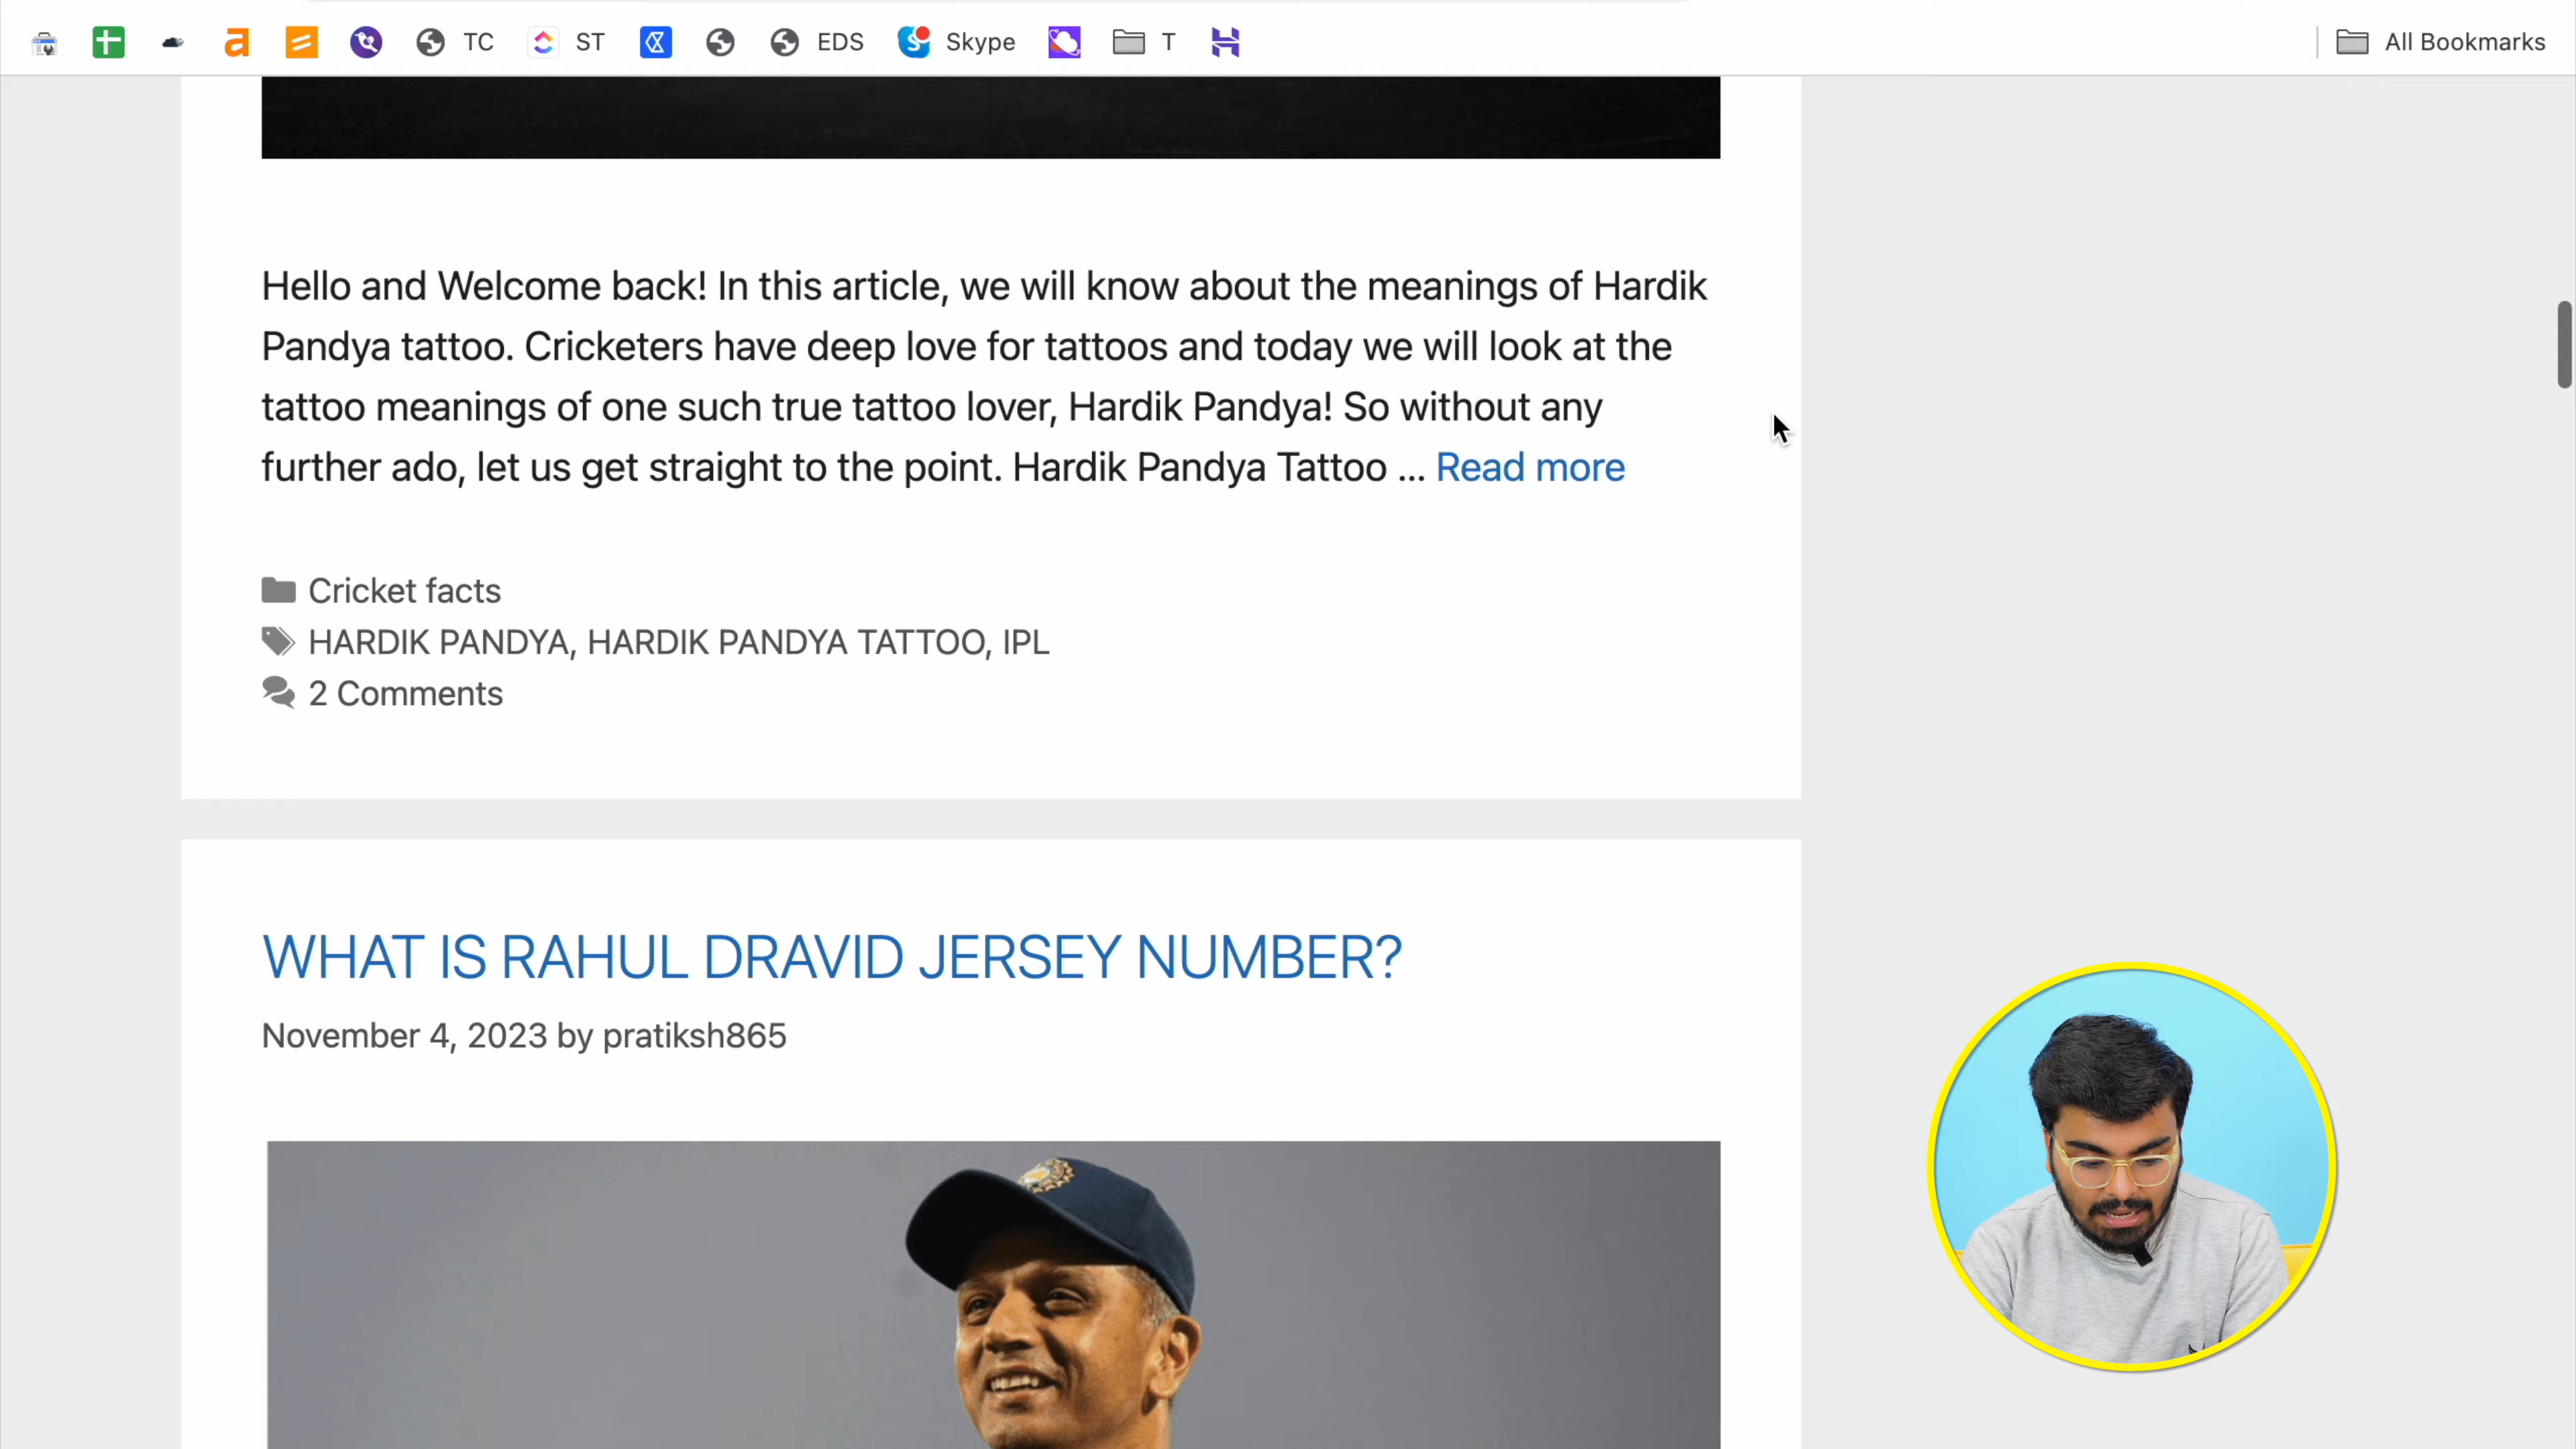 TC ST EDS Skype T All Bookmarks
Hello and Welcome back! In this article, we will know about the meanings of Hardik
Pandya tattoo. Cricketers have deep love for tattoos and today we will look at the
tattoo meanings of one such true tattoo lover, Hardik Pandya! So without any
further ado, let us get straight to the point. Hardik Pandya Tattoo ... Read more
Cricket facts
HARDIK PANDYA, HARDIK PANDYA TATTOO, IPL
2 Comments
WHAT IS RAHUL DRAVID JERSEY NUMBER?
November 4, 2023 by pratiksh865